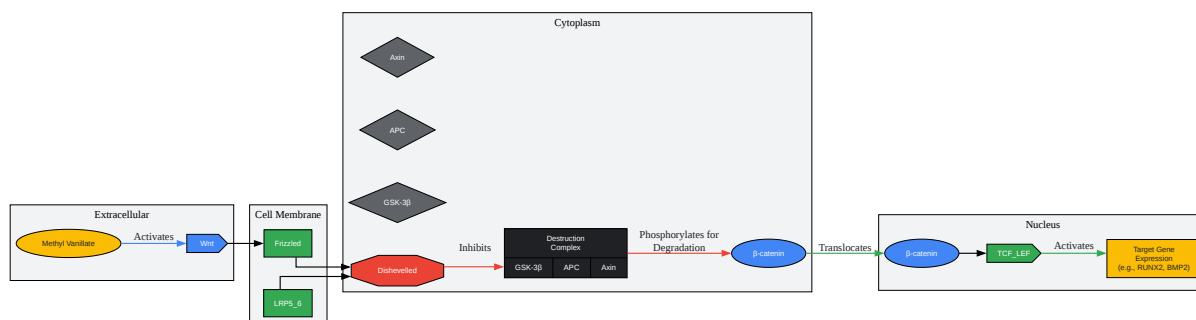 Cytoplasm
Axin
APC
GSK-3β
Extracellular
Methyl Vanillate
Activates
Wnt
Cell Membrane
Frizzled
LRP5_6
Dishevelled
Inhibits
Destruction
Complex
GSK-3β
APC
Axin
Phosphorylates for
Degradation
β-catenin
Translocates
Nucleus
β-catenin
TCF_LEF
Activates
Target Gene
Expression
(e.g., RUNX2, BMP2)